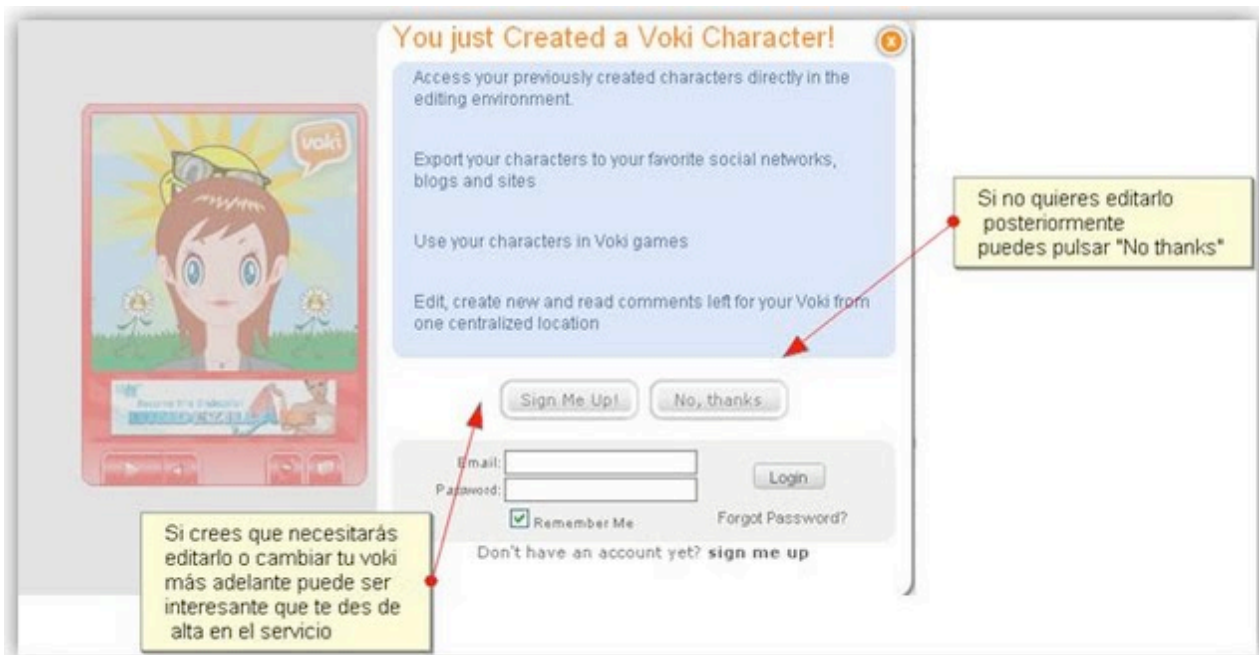 You just Created a Voki Character!
x
Access your previously created characters directly in the
editing environment.
Export your characters to your favorite social networks,
blogs and sites
Use your characters in Voki games
Edit, create new and read comments left for your Voki from
one centralized location
voki
Si no quieres editarlo
posteriormente
puedes pulsar "No thanks"
Sign Me Up!
No, thanks
Email:
Password:
Login
Remember Me
Forgot Password?
Don't have an account yet? sign me up
Si crees que necesitarás
editarlo o cambiar tu voki
más adelante puede ser
interesante que te des de
alta en el servicio